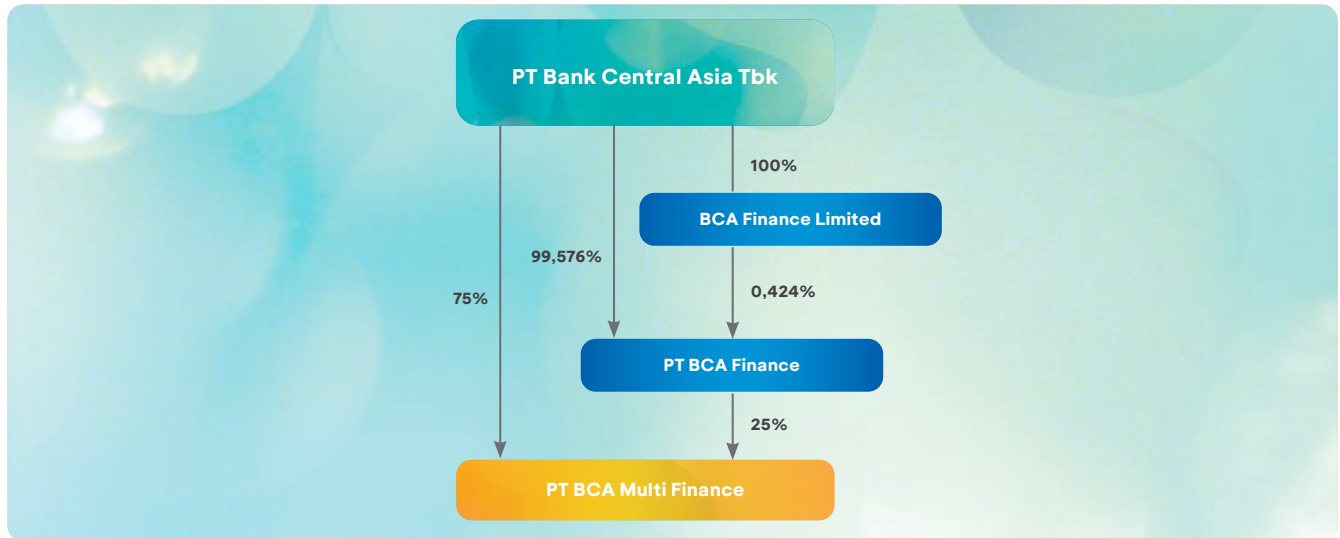 PT Bank Central Asia Tbk
100%
BCA Finance Limited
99,576%
0,424%
75%
PT BCA Finance
25%
PT BCA Multi Finance